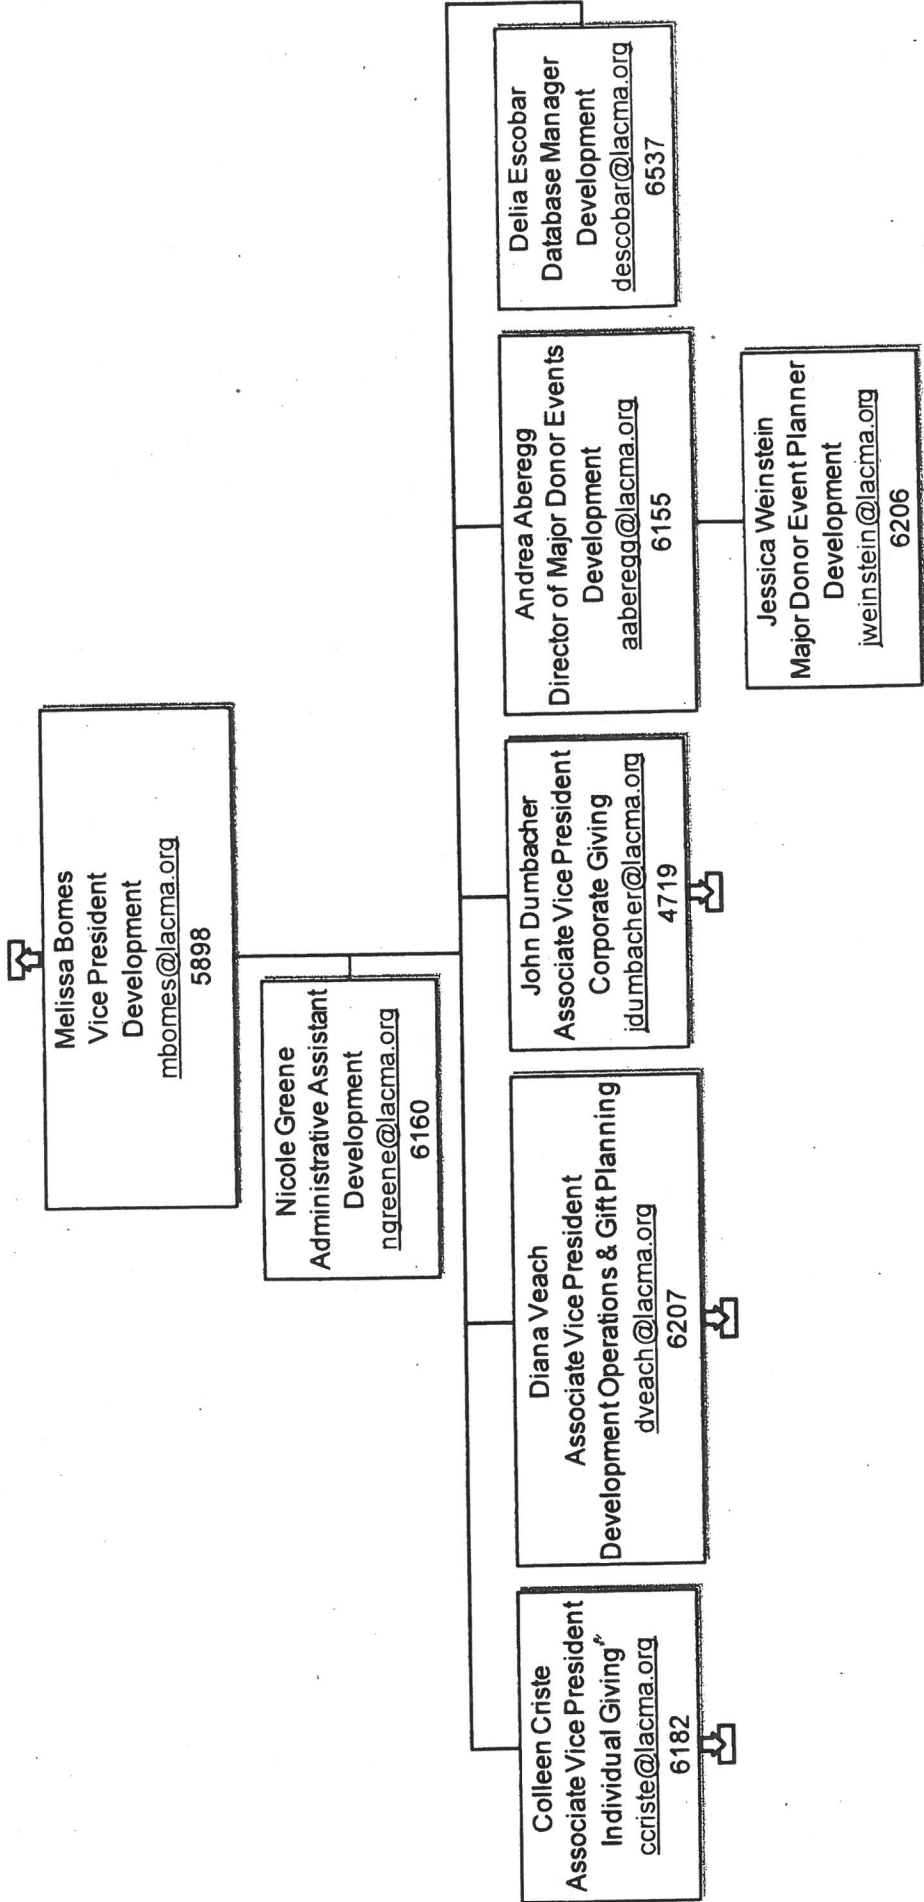 Melissa Bomes
Vice President
Development
mbomes@lacma.org
5898
Nicole Greene
Administrative Assistant
Development
ngreene@lacma.org
6160
Colleen Criste
Associate Vice President
Individual Giving
ccriste@lacma.org
6182
Diana Veach
Associate Vice President
Development Operations & Gift Planning
dveach@lacma.org
6207
John Dumbacher
Associate Vice President
Corporate Giving
jdumbacher@lacma.org
4719
Andrea Aberegg
Director of Major Donor Events
Development
aaberegg@lacma.org
6155
Delia Escobar
Database Manager
Development
descobar@lacma.org
6537
Jessica Weinstein
Major Donor Event Planner
Development
jweinstein@lacma.org
6206